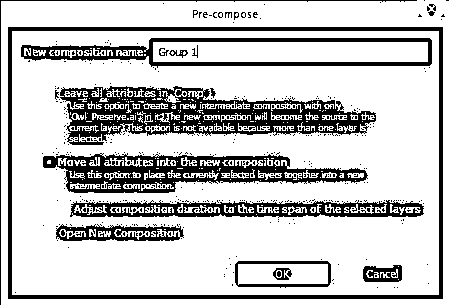 Pre-compose
New composition name: Group 1
Leave all attributes in 'Comp 1'
Use this option to create a new intermediate composition with only
'Owl_Preserve.ai' in it. The new composition will become the source to the
current layer. This option is not available because more than one layer is
selected.
Move all attributes into the new composition
Use this option to place the currently selected layers together into a new
intermediate composition.
Adjust composition duration to the time span of the selected layers
Open New Composition
OK Cancel